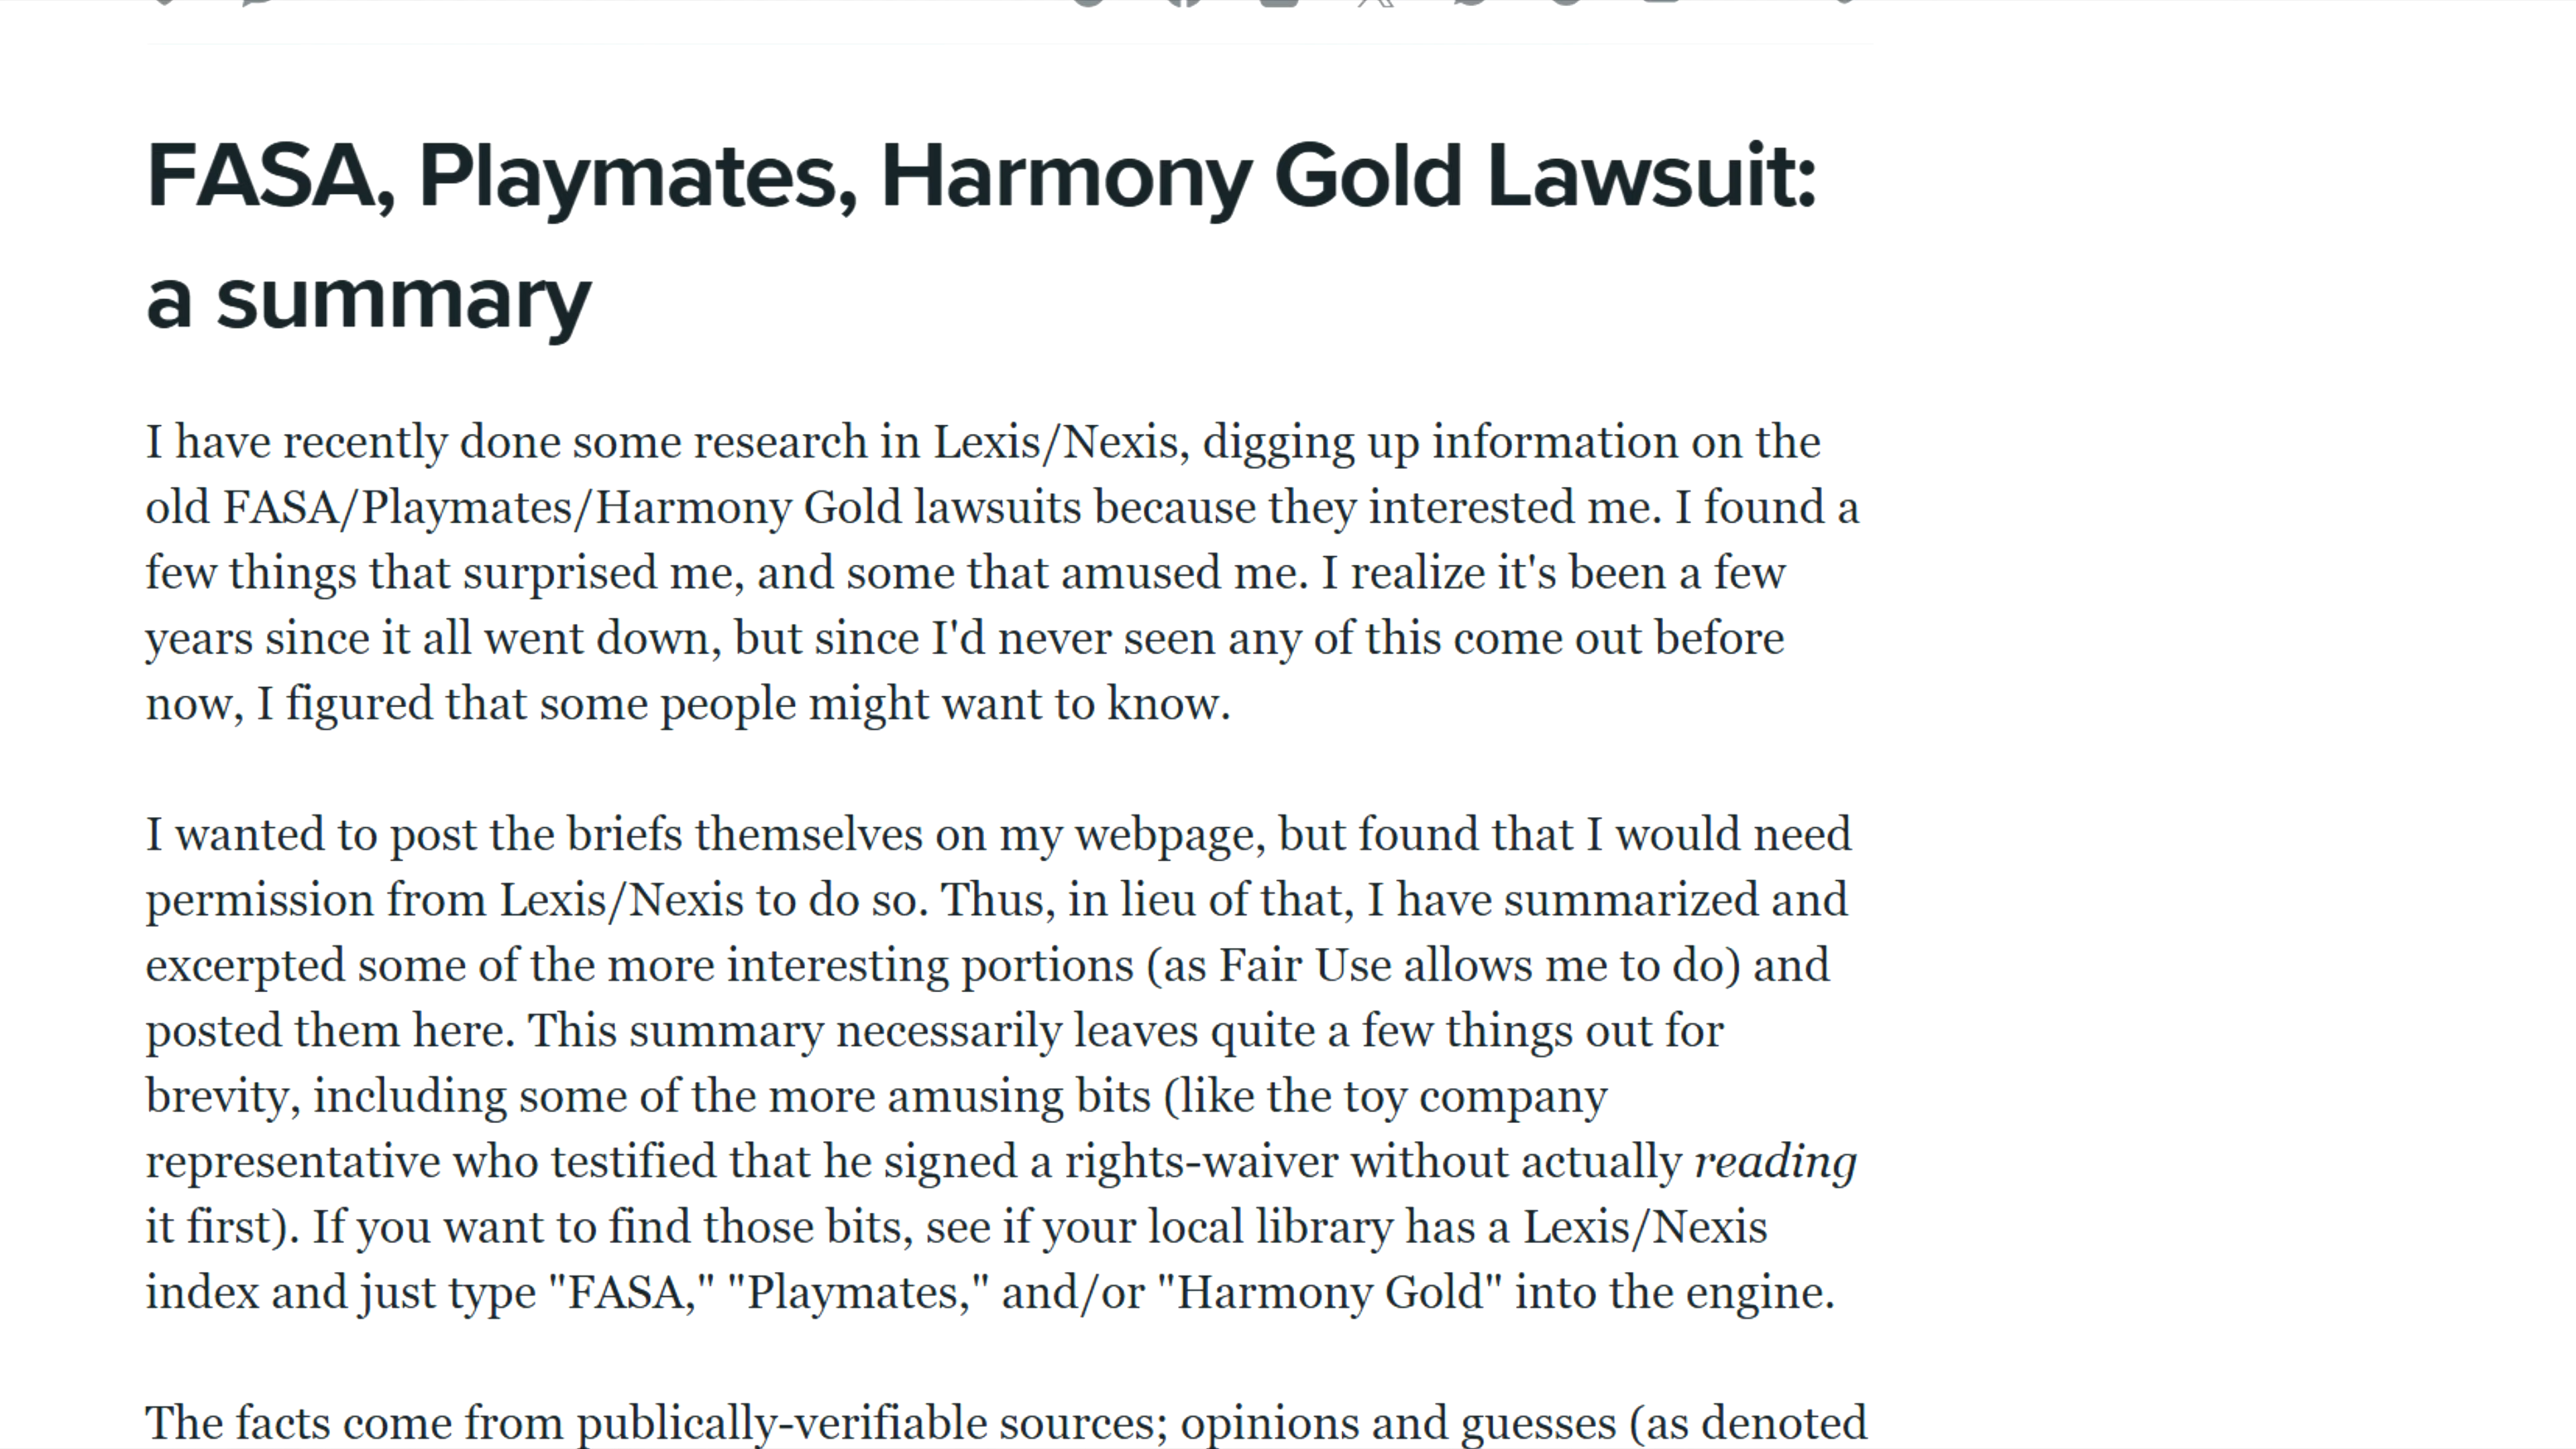 FASA, Playmates, Harmony Gold Lawsuit:
a summary
I have recently done some research in Lexis/Nexis, digging up information on the
old FASA/Playmates/Harmony Gold lawsuits because they interested me. I found a
few things that surprised me, and some that amused me. I realize it's been a few
years since it all went down, but since I'd never seen any of this come out before
now, I figured that some people might want to know.
I wanted to post the briefs themselves on my webpage, but found that I would need
permission from Lexis/Nexis to do so. Thus, in lieu of that, I have summarized and
excerpted some of the more interesting portions (as Fair Use allows me to do) and
posted them here. This summary necessarily leaves quite a few things out for
brevity, including some of the more amusing bits (like the toy company
representative who testified that he signed a rights-waiver without actually reading
it first). If you want to find those bits, see if your local library has a Lexis/Nexis
index and just type "FASA," "Playmates," and/or "Harmony Gold" into the engine.
The facts come from publically-verifiable sources; opinions and guesses (as denoted